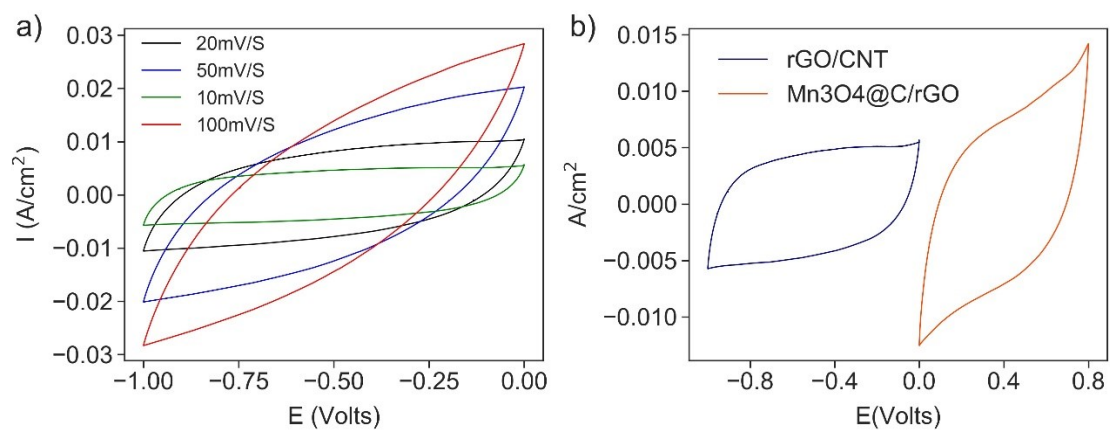 a)
0.03
0.02
0.01
0.00
−0.01
−0.02
−0.03
I (A/cm²)
20mV/S
50mV/S
10mV/S
100mV/S
−1.00
−0.75
−0.50
−0.25
0.00
E (Volts)
b)
0.015
0.010
0.005
0.000
−0.005
−0.010
A/cm²
rGO/CNT
Mn3O4@C/rGO
−0.8
0.0
0.4
0.8
E(Volts)